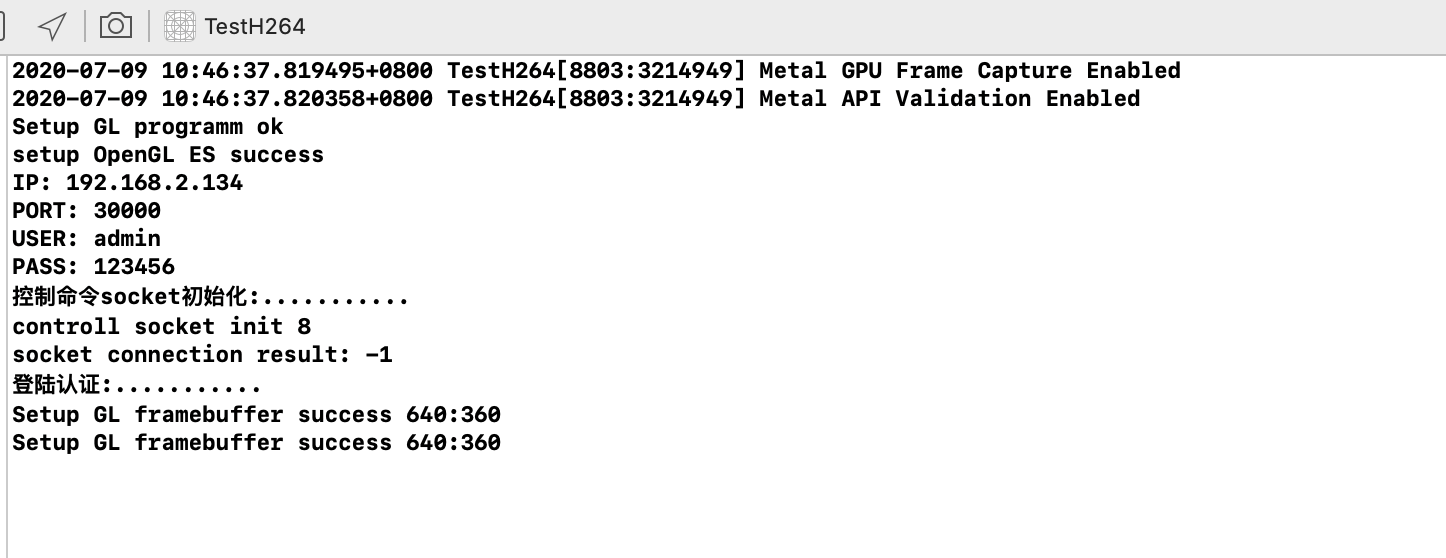 TestH264
2020-07-09 10:46:37.819495+0800 TestH264[8803:3214949] Metal GPU Frame Capture Enabled
2020-07-09 10:46:37.820358+0800 TestH264[8803:3214949] Metal API Validation Enabled
Setup GL programm ok
setup OpenGL ES success
IP: 192.168.2.134
PORT: 30000
USER: admin
PASS: 123456
控制命令socket初始化:...........
controll socket init 8
socket connection result: -1
登陆认证:...........
Setup GL framebuffer success 640:360
Setup GL framebuffer success 640:360